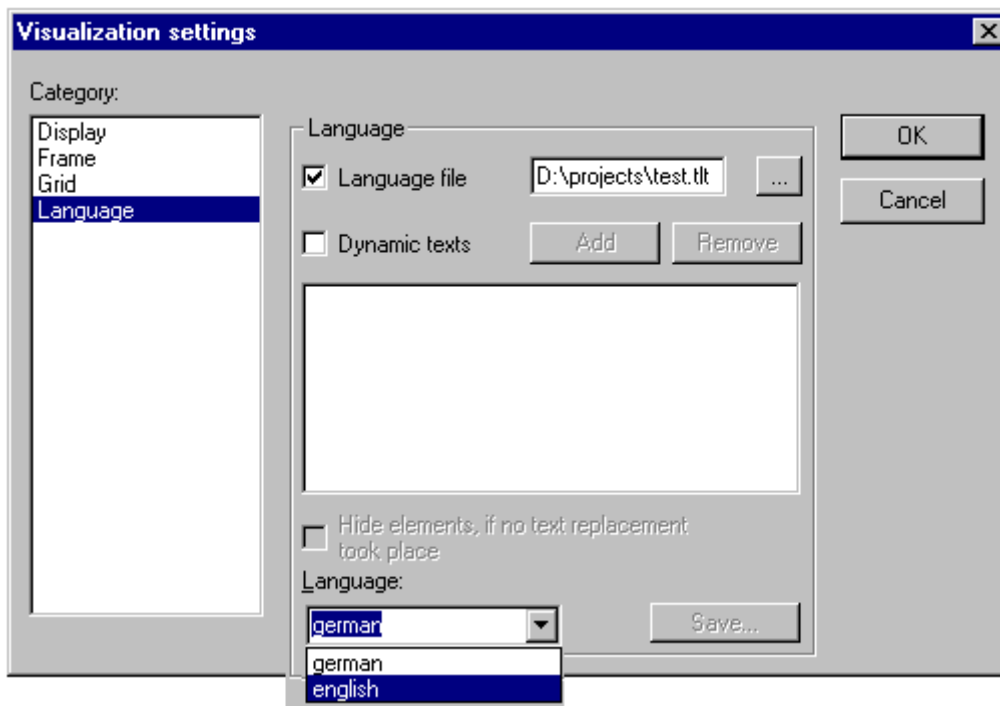 Visualization settings
Category:
Display
Frame
Grid
Language
Language
Language file
D:\projects\test.tlt
...
Dynamic texts
Add
Remove
Hide elements, if no text replacement
took place
Language:
german
Save...
german
english
OK
Cancel